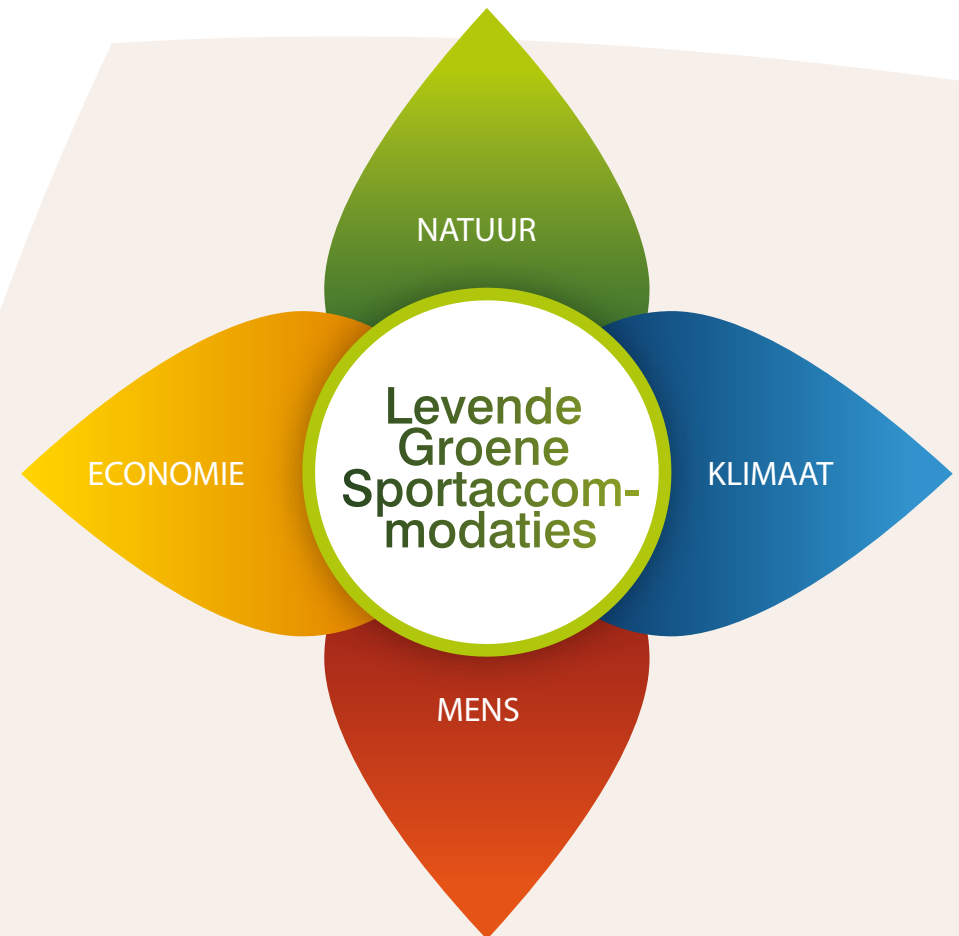 NATUUR
ECONOMIE
Levende
Groene
Sportaccom-
modaties
KLIMAAT
MENS